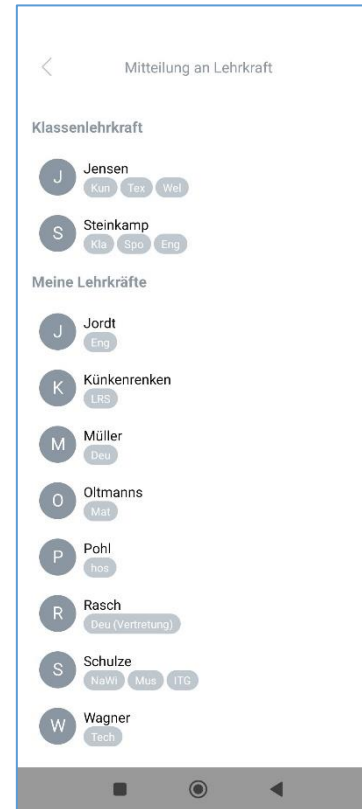 Mitteilung an Lehrkraft
Klassenlehrkraft
J Jensen
Kun Tex Wel
S Steinkamp
Kla Spo Eng
Meine Lehrkräfte
J Jordt
Eng
K Künkenrenken
LRS
M Müller
Deu
O Oltmanns
Mat
P Pohl
hos
R Rasch
Deu (Vertretung)
S Schulze
NaWi Mus ITG
W Wagner
Tech